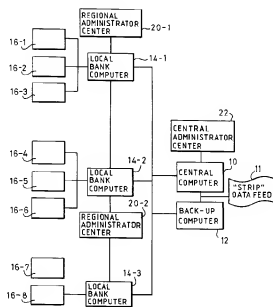 REGIONAL
ADMINISTRATOR
CENTER
20-1
16-1
16-2
16-3
LOCAL
BANK
COMPUTER
14-1
22
CENTRAL
ADMINISTRATOR
CENTER
10
11
CENTRAL
COMPUTER
"STRIP"
DATA FEED
BACK-UP
COMPUTER
12
16-4
16-5
16-6
LOCAL
BANK
COMPUTER
14-2
20-2
REGIONAL
ADMINISTRATOR
CENTER
16-7
16-8
14-3
LOCAL
BANK
COMPUTER